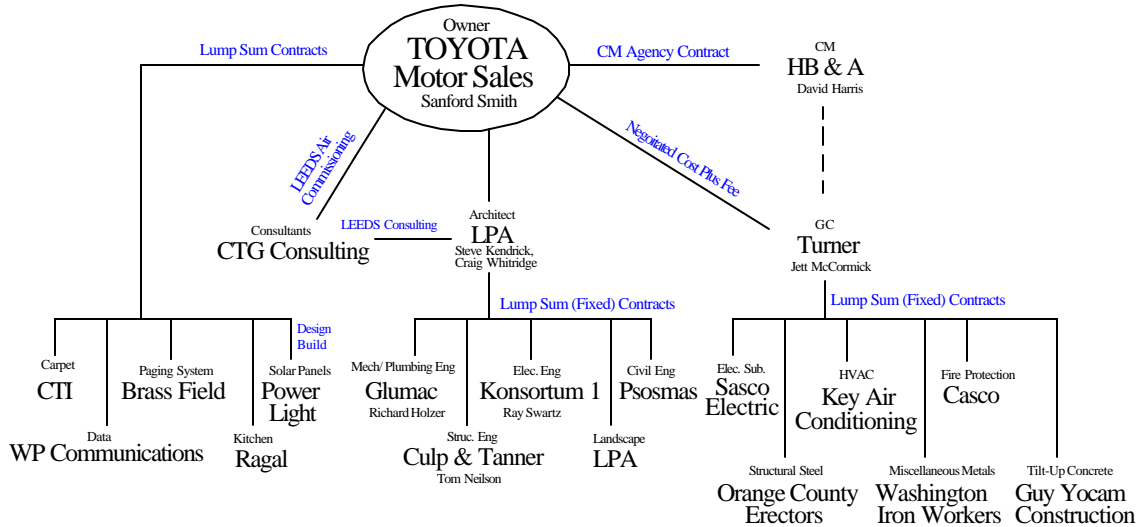 Owner
TOYOTA
Motor Sales
Sanford Smith
Lump Sum Contracts
CM Agency Contract
CM
HB & A
David Harris
LEEDS Air
Commissioning
Negotiated Cost Plus Fee
Consultants
CTG Consulting
LEEDS Consulting
Architect
LPA
Steve Kendrick,
Craig Whitridge
GC
Turner
Jett McCormick
Lump Sum (Fixed) Contracts
Lump Sum (Fixed) Contracts
Design
Build
Carpet
CTI
Paging System
Brass Field
Solar Panels
Power
Light
Data
WP Communications
Kitchen
Ragal
Mech/ Plumbing Eng
Glumac
Richard Holzer
Elec. Eng
Konsortum 1
Ray Swartz
Civil Eng
Psosmas
Struc. Eng
Culp & Tanner
Tom Neilson
Landscape
LPA
Elec. Sub.
Sasco
Electric
HVAC
Key Air
Conditioning
Fire Protection
Casco
Structural Steel
Orange County
Erectors
Miscellaneous Metals
Washington
Iron Workers
Tilt-Up Concrete
Guy Yocam
Construction